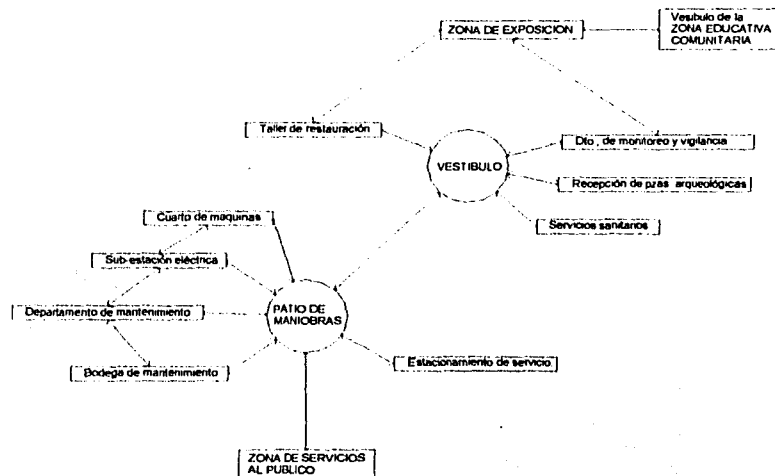 ZONA DE EXPOSICION
Vesibulo de la
ZONA EDUCATIVA
COMUNITARIA
Taller de restauración
VESTIBULO
Dto , de monitoreo y vigilancia
Recepción de pzas arqueológicas
Servicios sanitarios
Cuarto de maquinas
Sub-estación eléctrica
Departamento de mantenimiento
PATIO DE
MANIOBRAS
Bodega de mantenimiento
Estacionamiento de servicio
ZONA DE SERVICIOS
AL PUBLICO